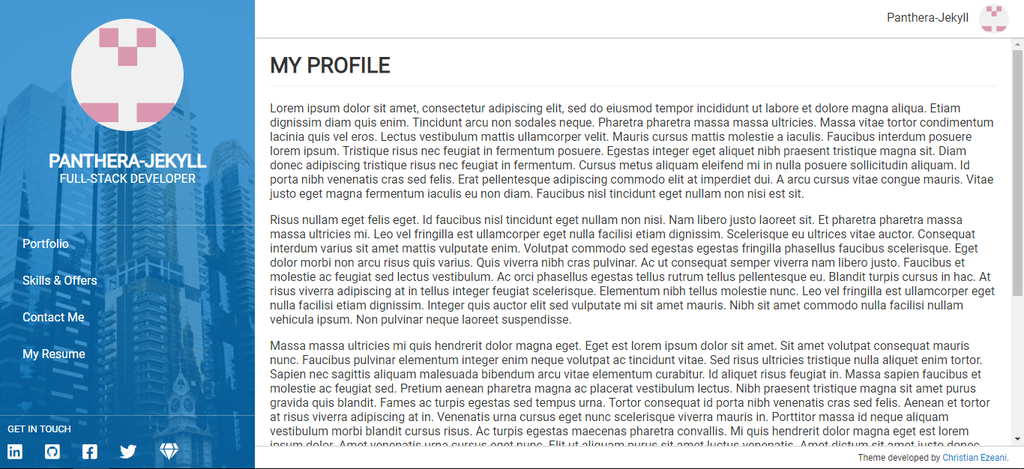 PANTHERA-JEKYLL
FULL-STACK DEVELOPER
Portfolio
Skills & Offers
Contact Me
My Resume
GET IN TOUCH
Panthera-Jekyll
MY PROFILE
Lorem ipsum dolor sit amet, consectetur adipiscing elit, sed do eiusmod tempor incididunt ut labore et dolore magna aliqua. Etiam
dignissim diam quis enim. Tincidunt arcu non sodales neque. Pharetra pharetra massa massa ultricies. Massa vitae tortor condimentum
lacinia quis vel eros. Lectus vestibulum mattis ullamcorper velit. Mauris cursus mattis molestie a iaculis. Faucibus interdum posuere
lorem ipsum. Tristique risus nec feugiat in fermentum posuere. Egestas integer eget aliquet nibh praesent tristique magna sit. Diam
donec adipiscing tristique risus nec feugiat in fermentum. Cursus metus aliquam eleifend mi in nulla posuere sollicitudin aliquam. Id
porta nibh venenatis cras sed felis. Erat pellentesque adipiscing commodo elit at imperdiet dui. A arcu cursus vitae congue mauris. Vitae
justo eget magna fermentum iaculis eu non diam. Faucibus nisl tincidunt eget nullam non nisi est sit.
Risus nullam eget felis eget. Id faucibus nisl tincidunt eget nullam non nisi. Nam libero justo laoreet sit. Et pharetra pharetra massa
massa ultricies mi. Leo vel fringilla est ullamcorper eget nulla facilisi etiam dignissim. Scelerisque eu ultrices vitae auctor. Consequat
interdum varius sit amet mattis vulputate enim. Volutpat commodo sed egestas egestas fringilla phasellus faucibus scelerisque. Eget
dolor morbi non arcu risus quis varius. Quis viverra nibh cras pulvinar. Ac ut consequat semper viverra nam libero justo. Faucibus et
molestie ac feugiat sed lectus vestibulum. Ac orci phasellus egestas tellus rutrum tellus pellentesque eu. Blandit turpis cursus in hac. At
risus viverra adipiscing at in tellus integer feugiat scelerisque. Elementum nibh tellus molestie nunc. Leo vel fringilla est ullamcorper eget
nulla facilisi etiam dignissim. Integer quis auctor elit sed vulputate mi sit amet mauris. Nibh sit amet commodo nulla facilisi nullam
vehicula ipsum. Non pulvinar neque laoreet suspendisse.
Massa massa ultricies mi quis hendrerit dolor magna eget. Eget est lorem ipsum dolor sit amet. Sit amet volutpat consequat mauris
nunc. Faucibus pulvinar elementum integer enim neque volutpat ac tincidunt vitae. Sed risus ultricies tristique nulla aliquet enim tortor.
Sapien nec sagittis aliquam malesuada bibendum arcu vitae elementum curabitur. Id aliquet risus feugiat in. Massa sapien faucibus et
molestie ac feugiat sed. Pretium aenean pharetra magna ac placerat vestibulum lectus. Nibh praesent tristique magna sit amet purus
gravida quis blandit. Fames ac turpis egestas sed tempus urna. Tortor consequat id porta nibh venenatis cras sed felis. Aenean et tortor
at risus viverra adipiscing at in. Venenatis urna cursus eget nunc scelerisque viverra mauris in. Porttitor massa id neque aliquam
vestibulum morbi blandit cursus risus. Ac turpis egestas maecenas pharetra convallis. Mi quis hendrerit dolor magna eget est lorem
ipsum dolor. Amet venenatis urna cursus eget nunc. Elit ut aliquam purus sit amet luctus venenatis. Amet dictum sit amet justo donec
Theme developed by Christian Ezeani.